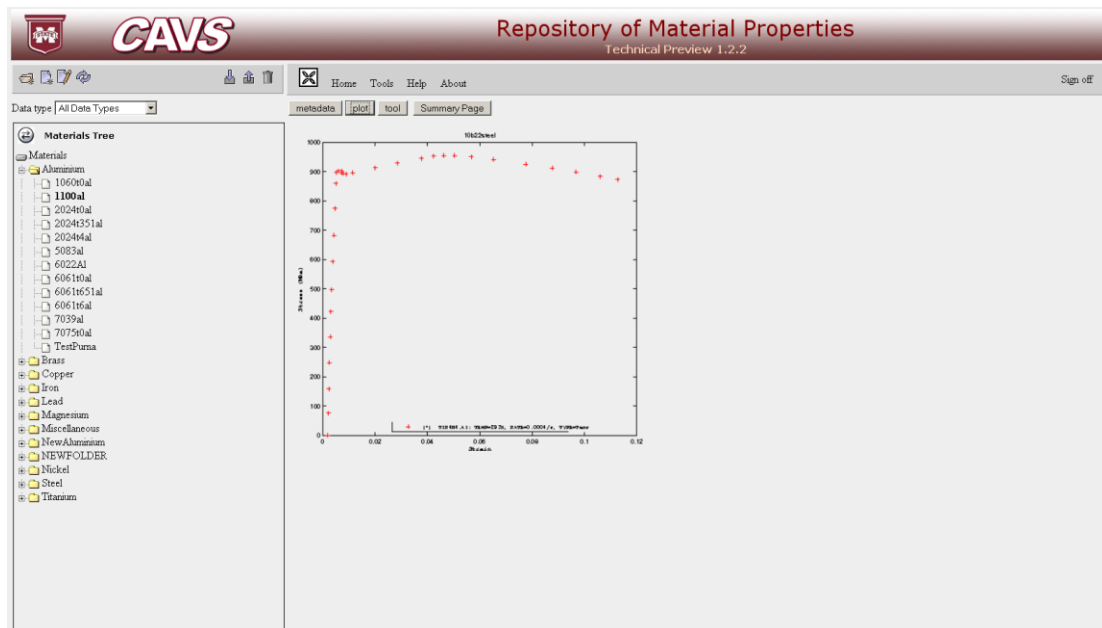 CAVS
Repository of Material Properties
Technical Preview 1.2.2
Home Tools Help About
Sign off
Data type All Data Types
metadata plot tool Summary Page
Materials Tree
Materials
Aluminium
1060t0al
1100al
2024t0al
2024t351al
2024t4al
5083al
6022Al
6061t0al
6061t651al
6061t6al
7039al
7075t0al
TestPurna
Brass
Copper
Iron
Lead
Magnesium
Miscellaneous
NewAluminium
NEWFOLDER
Nickel
Steel
Titanium
10b22steel
1000
900
800
700
600
500
400
300
200
100
0
Stress (Mpa)
0 0.02 0.04 0.06 0.08 0.1 0.12
Strain